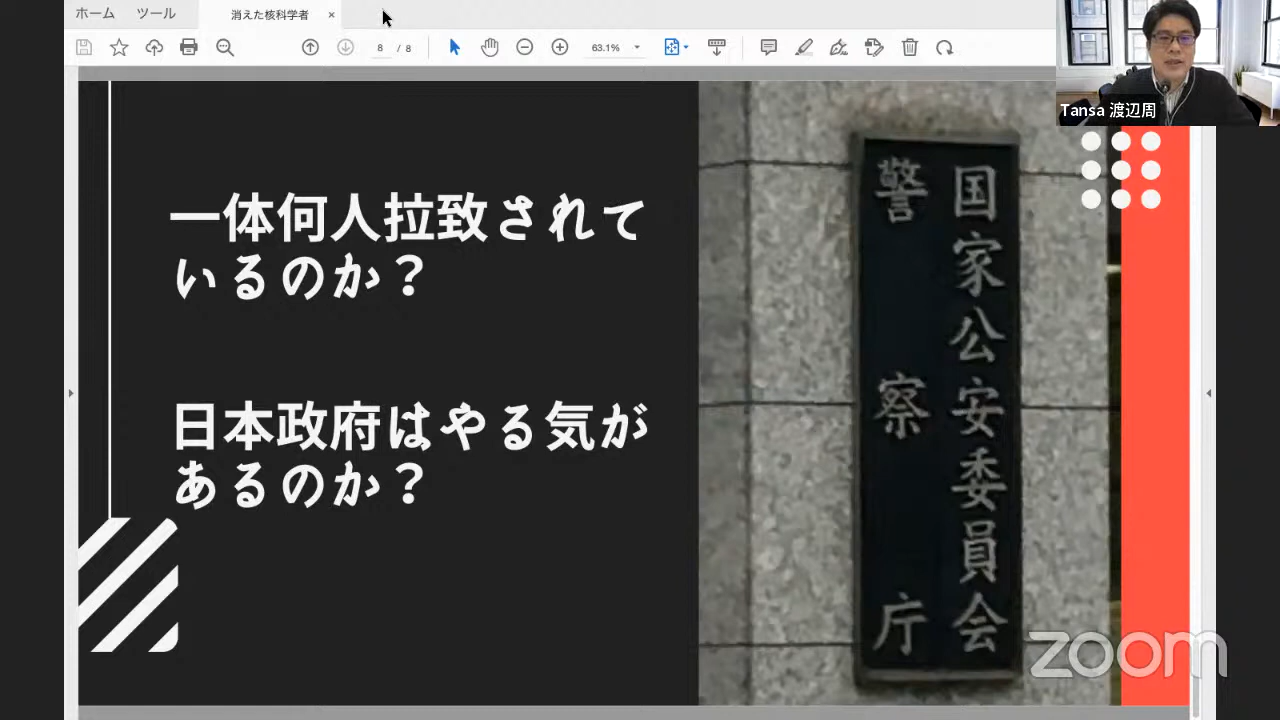 ホーム
ツール
消えた核科学者
×
/ 8
63.1%
Tansa 渡辺周
一体何人拉致されて
いるのか？
日本政府はやる気が
あるのか？
国家公安委員会
警察庁
zoom